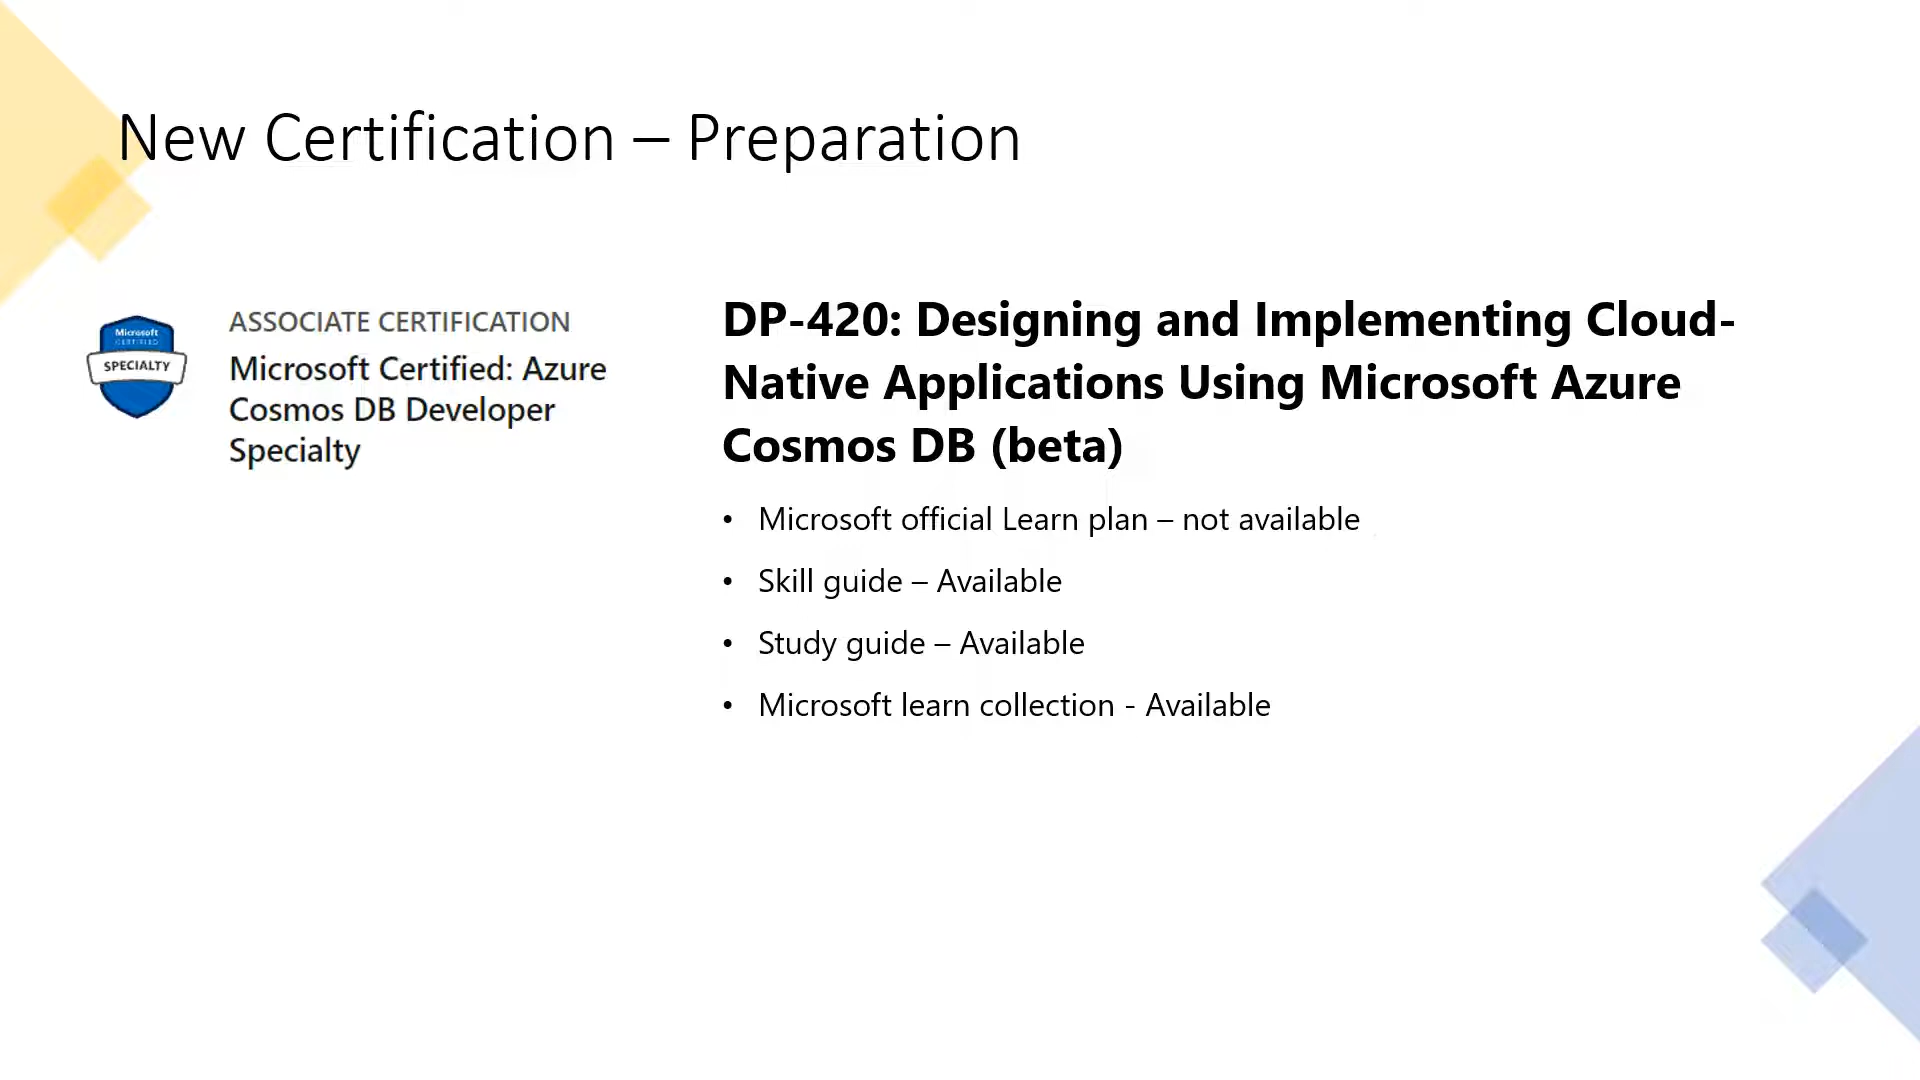 New Certification – Preparation
Microsoft
CERTIFIED
SPECIALTY
ASSOCIATE CERTIFICATION
Microsoft Certified: Azure
Cosmos DB Developer
Specialty
DP-420: Designing and Implementing Cloud-
Native Applications Using Microsoft Azure
Cosmos DB (beta)
• Microsoft official Learn plan – not available
• Skill guide – Available
• Study guide – Available
• Microsoft learn collection - Available